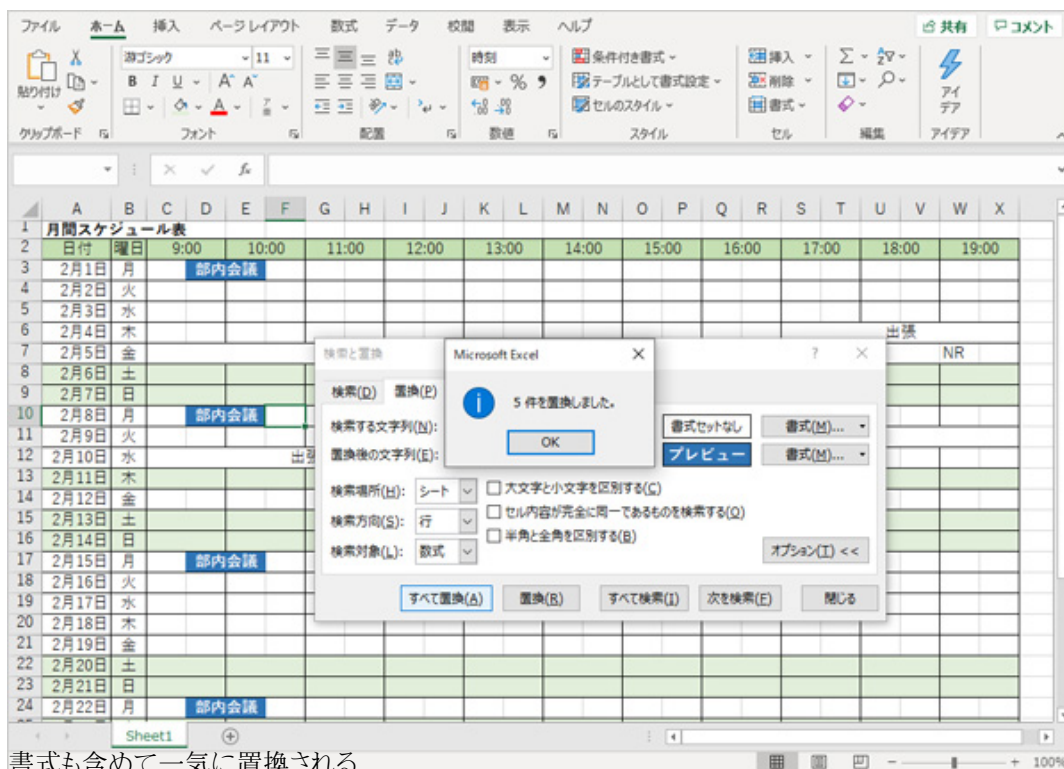 ファイル ホーム 挿入 ページ レイアウト 数式 データ 校閲 表示 ヘルプ 共有 コメント
游ゴシック 11 時刻 条件付き書式 挿入
B I U A A テーブルとして書式設定 削除
貼り付け セルのスタイル 書式 アイデア
クリップボード フォント 配置 数値 スタイル セル 編集 アイデア
fx
A B C D E F G H I J K L M N O P Q R S T U V W X
1 月間スケジュール表
2 日付 曜日 9:00 10:00 11:00 12:00 13:00 14:00 15:00 16:00 17:00 18:00 19:00
3 2月1日 月 部内会議
4 2月2日 火
5 2月3日 水
6 2月4日 木 出張
7 2月5日 金 NR
8 2月6日 土
9 2月7日 日
10 2月8日 月 部内会議
11 2月9日 火
12 2月10日 水
13 2月11日 木
14 2月12日 金
15 2月13日 土
16 2月14日 日
17 2月15日 月 部内会議
18 2月16日 火
19 2月17日 水
20 2月18日 木
21 2月19日 金
22 2月20日 土
23 2月21日 日
24 2月22日 月 部内会議
検索と置換 ?
検索(D) 置換(P)
検索する文字列(N): 書式セットなし 書式(M)...
置換後の文字列(E): プレビュー 書式(M)...
検索場所(H): シート 大文字と小文字を区別する(C)
検索方向(S): 行 セル内容が完全に同一であるものを検索する(O)
検索対象(L): 数式 半角と全角を区別する(B)
オプション(T) <<
すべて置換(A) 置換(R) すべて検索(I) 次を検索(F) 閉じる
Microsoft Excel
5 件を置換しました。
OK
Sheet1
100%
書式も含めて一気に置換される